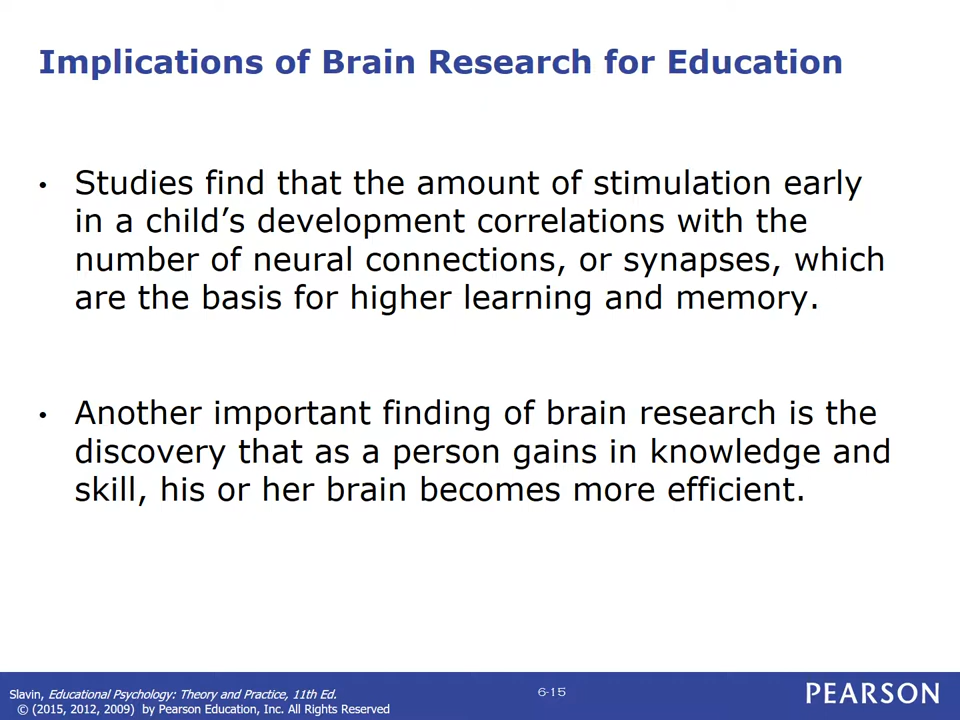 Implications of Brain Research for Education
• Studies find that the amount of stimulation early
in a child’s development correlations with the
number of neural connections, or synapses, which
are the basis for higher learning and memory.
• Another important finding of brain research is the
discovery that as a person gains in knowledge and
skill, his or her brain becomes more efficient.
Slavin, Educational Psychology: Theory and Practice, 11th Ed.
© (2015, 2012, 2009) by Pearson Education, Inc. All Rights Reserved
6-15
PEARSON